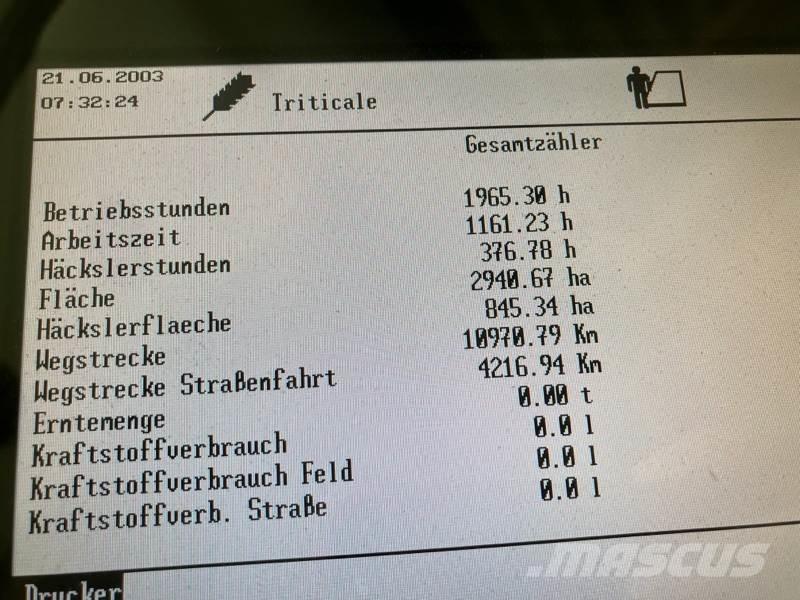 21.06.2003
07:32:24
Triticale
Gesamtzähler
Betriebsstunden 1965.30 h
Arbeitszeit 1161.23 h
Häckslerstunden 376.78 h
Fläche 2940.67 ha
Häckslerflaeche 845.34 ha
Wegstrecke 10970.79 Km
Wegstrecke Straßenfahrt 4216.94 Km
Erntemenge 0.00 t
Kraftstoffverbrauch 0.0 l
Kraftstoffverbrauch Feld 0.0 l
Kraftstoffverb. Straße 0.0 l
Drucker
.mascus